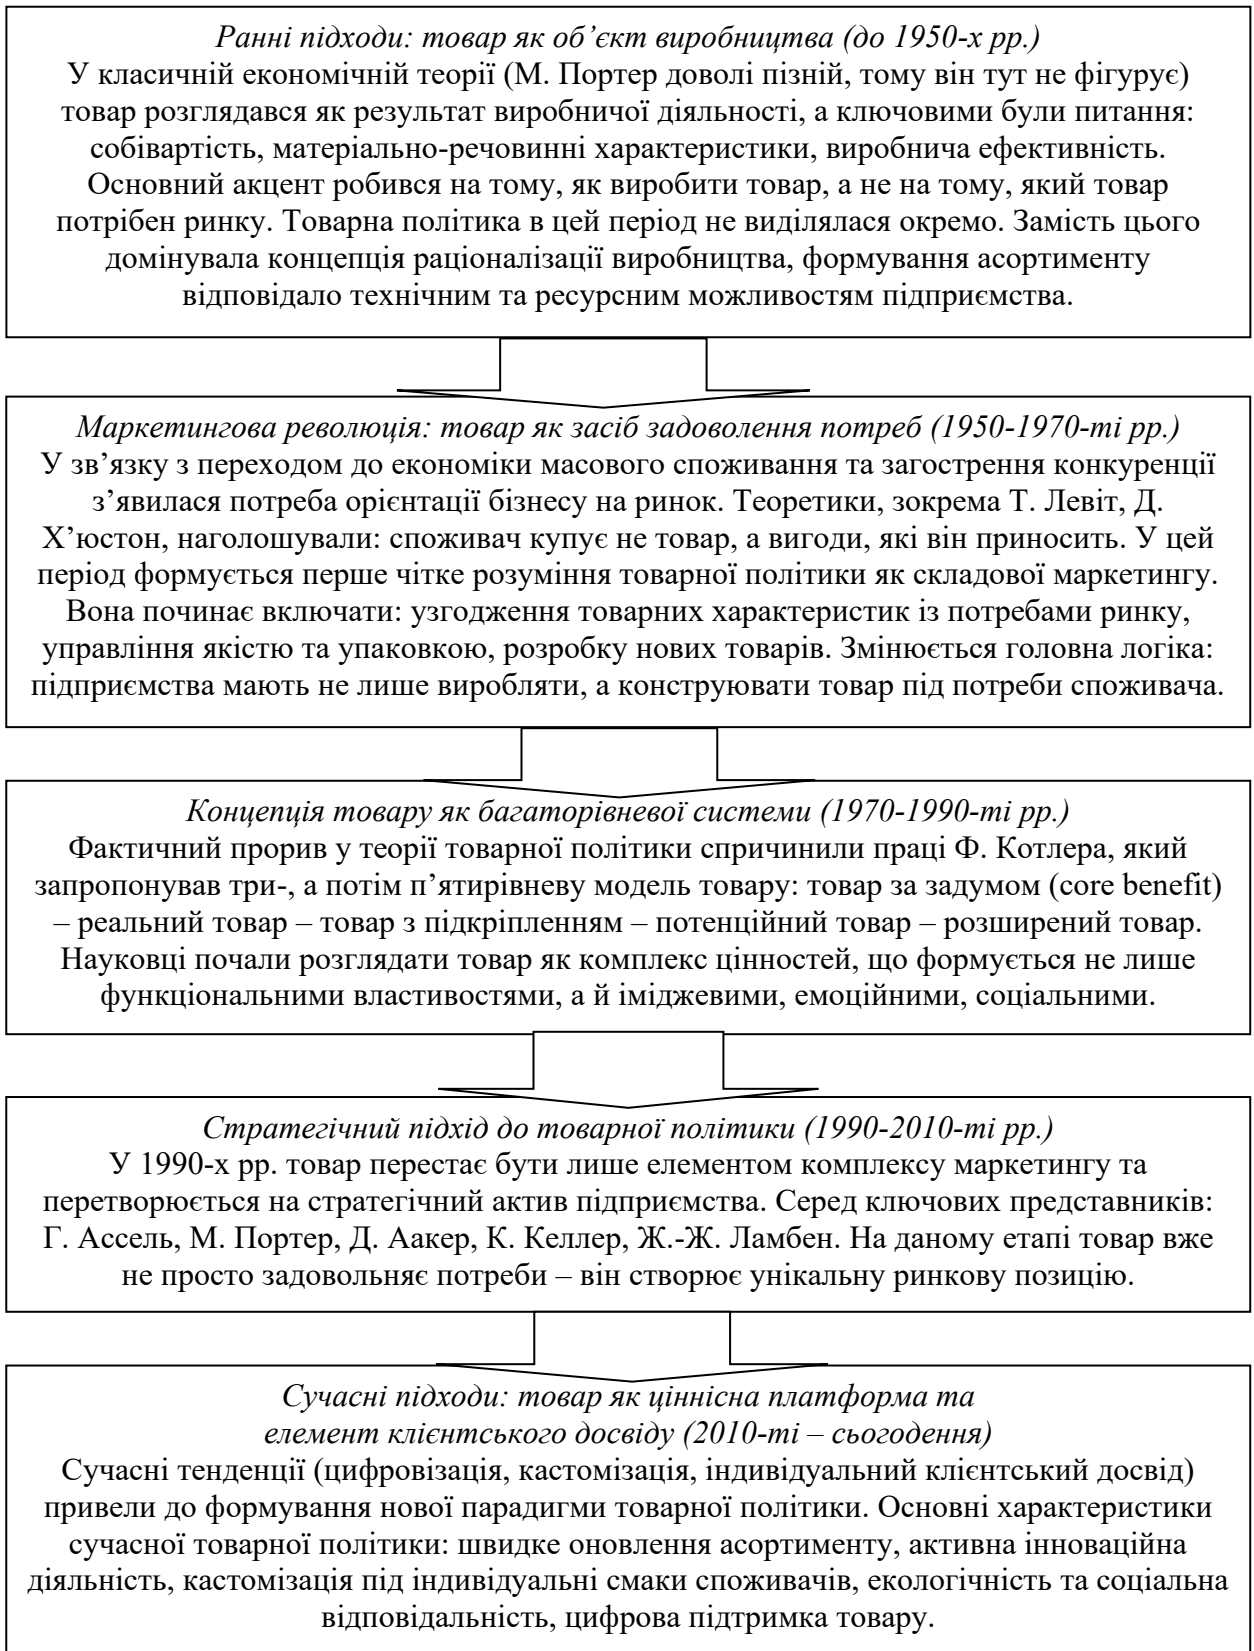 Ранні підходи: товар як об’єкт виробництва (до 1950-х рр.)
У класичній економічній теорії (М. Портер доволі пізній, тому він тут не фігурує)
товар розглядався як результат виробничої діяльності, а ключовими були питання:
собівартість, матеріально-речовинні характеристики, виробнича ефективність.
Основний акцент робився на тому, як виробити товар, а не на тому, який товар
потрібен ринку. Товарна політика в цей період не виділялася окремо. Замість цього
домінувала концепція раціоналізації виробництва, формування асортименту
відповідало технічним та ресурсним можливостям підприємства.
Маркетингова революція: товар як засіб задоволення потреб (1950-1970-ті рр.)
У зв’язку з переходом до економіки масового споживання та загострення конкуренції
з’явилася потреба орієнтації бізнесу на ринок. Теоретики, зокрема Т. Левіт, Д.
Х’юстон, наголошували: споживач купує не товар, а вигоди, які він приносить. У цей
період формується перше чітке розуміння товарної політики як складової маркетингу.
Вона починає включати: узгодження товарних характеристик із потребами ринку,
управління якістю та упаковкою, розробку нових товарів. Змінюється головна логіка:
підприємства мають не лише виробляти, а конструювати товар під потреби споживача.
Концепція товару як багаторівневої системи (1970-1990-ті рр.)
Фактичний прорив у теорії товарної політики спричинили праці Ф. Котлера, який
запропонував три-, а потім п’ятирівневу модель товару: товар за задумом (core benefit)
– реальний товар – товар з підкріпленням – потенційний товар – розширений товар.
Науковці почали розглядати товар як комплекс цінностей, що формується не лише
функціональними властивостями, а й іміджевими, емоційними, соціальними.
Стратегічний підхід до товарної політики (1990-2010-ті рр.)
У 1990-х рр. товар перестає бути лише елементом комплексу маркетингу та
перетворюється на стратегічний актив підприємства. Серед ключових представників:
Г. Ассель, М. Портер, Д. Аакер, К. Келлер, Ж.-Ж. Ламбен. На даному етапі товар вже
не просто задовольняє потреби – він створює унікальну ринкову позицію.
Сучасні підходи: товар як ціннісна платформа та
елемент клієнтського досвіду (2010-ті – сьогодення)
Сучасні тенденції (цифровізація, кастомізація, індивідуальний клієнтський досвід)
привели до формування нової парадигми товарної політики. Основні характеристики
сучасної товарної політики: швидке оновлення асортименту, активна інноваційна
діяльність, кастомізація під індивідуальні смаки споживачів, екологічність та соціальна
відповідальність, цифрова підтримка товару.